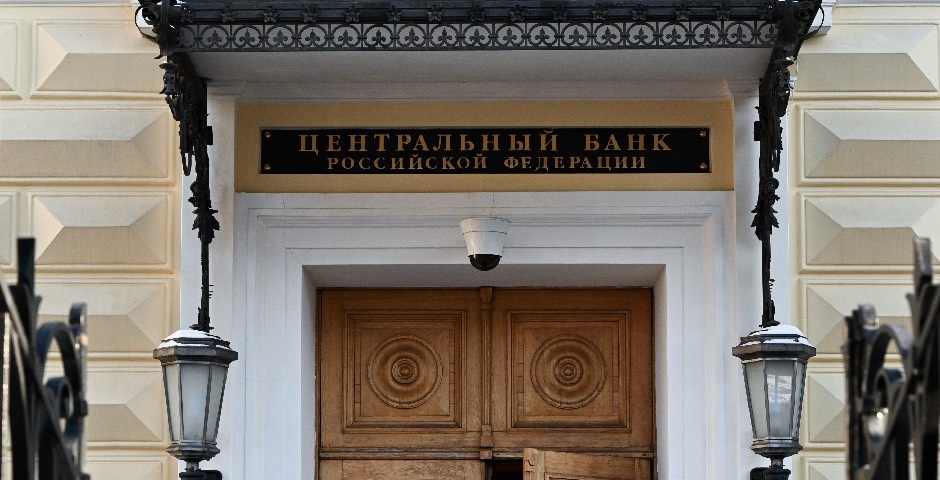 ЦЕНТРАЛЬНЫЙ БАНК
РОССИЙСКОЙ ФЕДЕРАЦИИ